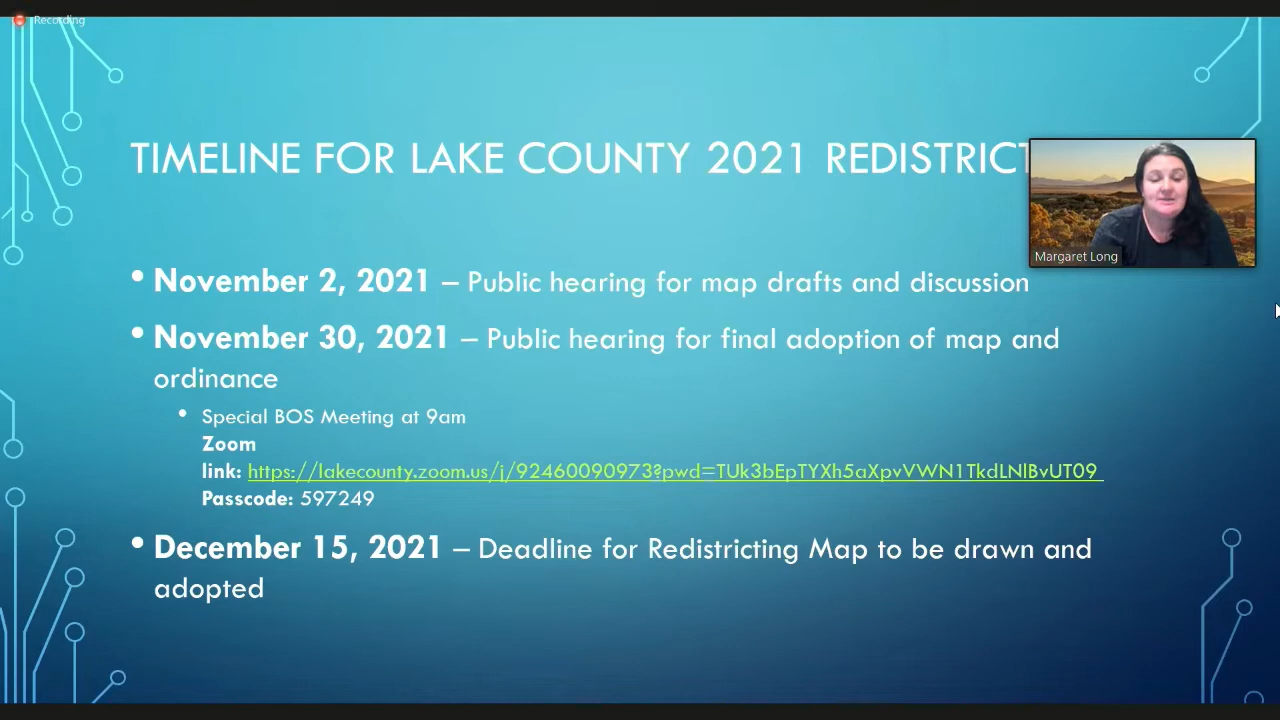 Recording
TIMELINE FOR LAKE COUNTY 2021 REDISTRICT
Margaret Long
• November 2, 2021 – Public hearing for map drafts and discussion
• November 30, 2021 – Public hearing for final adoption of map and
ordinance
• Special BOS Meeting at 9am
Zoom
link: https://lakecounty.zoom.us/j/92460090973?pwd=TUk3bEpTYXh5aXpvVWN1TkdLNlBvUT09
Passcode: 597249
• December 15, 2021 – Deadline for Redistricting Map to be drawn and
adopted